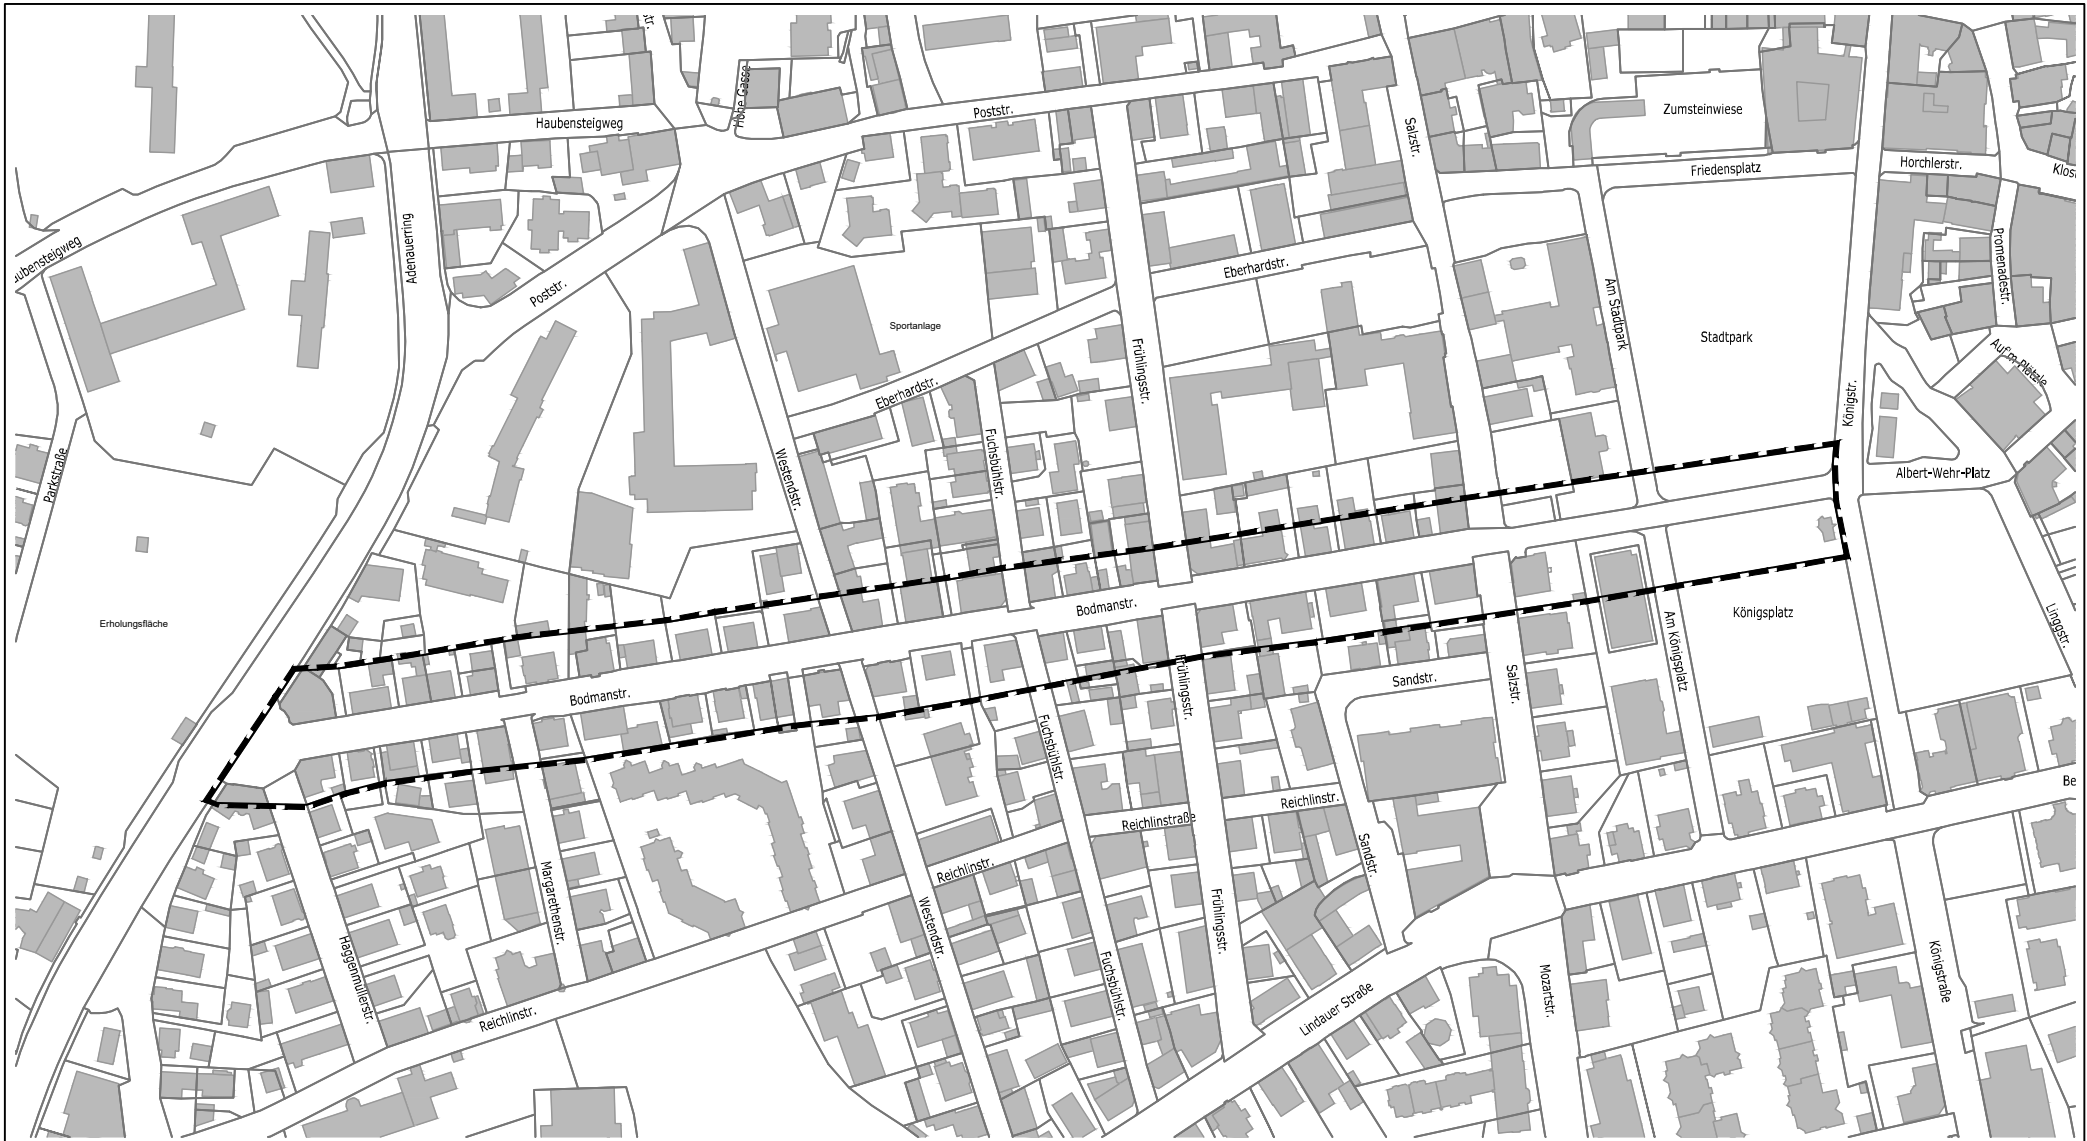 Hohe Gasse
Poststr.
Haubensteigweg
Zumsteinwiese
Salzstr.
Friedensplatz
Horchlerstr.
Adenauerring
Promenadestr.
Eberhardstr.
Poststr.
Am Stadtpark
Sportanlage
Stadtpark
Frühlingsstr.
Auf'm Plätzle
Eberhardstr.
Königstr.
Fuchsbühlstr.
Parkstraße
Westendstr.
Albert-Wehr-Platz
Bodmanstr.
Königsplatz
Erholungsfläche
Linggstr.
Am Königsplatz
Frühlingsstr.
Sandstr.
Salzstr.
Bodmanstr.
Fuchsbühlstr.
Reichlinstr.
Reichlinstraße
Sandstr.
Reichlinstr.
Margarethenstr.
Westendstr.
Frühlingsstr.
Haggenmüllerstr.
Fuchsbühlstr.
Königstraße
Mozartstr.
Lindauer Straße
Reichlinstr.